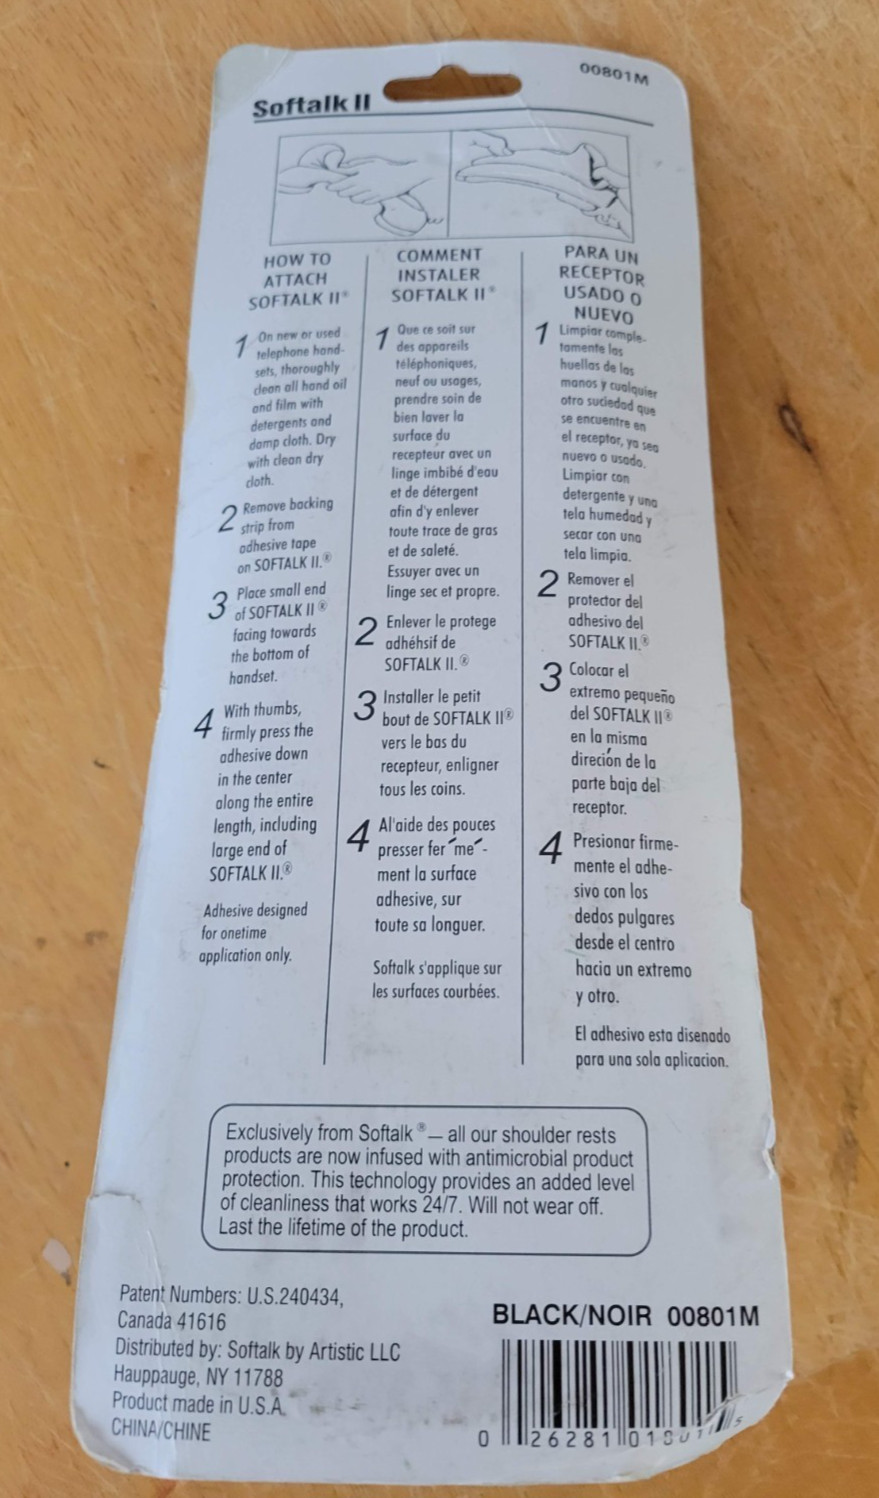 00801M
Softalk II
HOW TO
ATTACH
SOFTALK II®
1 On new or used
telephone hand-
sets, thoroughly
clean all hand oil
and film with
detergents and
damp cloth. Dry
with clean dry
cloth.
2 Remove backing
strip from
adhesive tape
on SOFTALK II.®
3 Place small end
of SOFTALK II®
facing towards
the bottom of
handset.
4 With thumbs,
firmly press the
adhesive down
in the center
along the entire
length, including
large end of
SOFTALK II.®
Adhesive designed
for onetime
application only.
COMMENT
INSTALER
SOFTALK II®
1 Que ce soit sur
des appareils
téléphoniques,
neuf ou usages,
prendre soin de
bien laver la
surface du
recepteur avec un
linge imbibé d'eau
et de détergent
afin d'y enlever
toute trace de gras
et de saleté.
Essuyer avec un
linge sec et propre.
2 Enlever le protege
adhéhsif de
SOFTALK II.®
3 Installer le petit
bout de SOFTALK II®
vers le bas du
recepteur, enligner
tous les coins.
4 Al'aide des pouces
presser fer´me´-
ment la surface
adhesive, sur
toute sa longuer.
Softalk s'applique sur
les surfaces courbées.
PARA UN
RECEPTOR
USADO O
NUEVO
1 Limpiar comple-
tamente las
huellas de las
manos y cualquier
otro suciedad que
se encuentre en
el receptor, ya sea
nuevo o usado.
Limpiar con
detergente y una
tela humedad y
secar con una
tela limpia.
2 Remover el
protector del
adhesivo del
SOFTALK II.®
3 Colocar el
extremo pequeño
del SOFTALK II®
en la misma
direción de la
parte baja del
receptor.
4 Presionar firme-
mente el adhe-
sivo con los
dedos pulgares
desde el centro
hacia un extremo
y otro.
El adhesivo esta disenado
para una sola aplicacion.
Exclusively from Softalk®— all our shoulder rests
products are now infused with antimicrobial product
protection. This technology provides an added level
of cleanliness that works 24/7. Will not wear off.
Last the lifetime of the product.
Patent Numbers: U.S.240434,
Canada 41616
Distributed by: Softalk by Artistic LLC
Hauppauge, NY 11788
Product made in U.S.A.
CHINA/CHINE
BLACK/NOIR 00801M
0 26281 01801 5